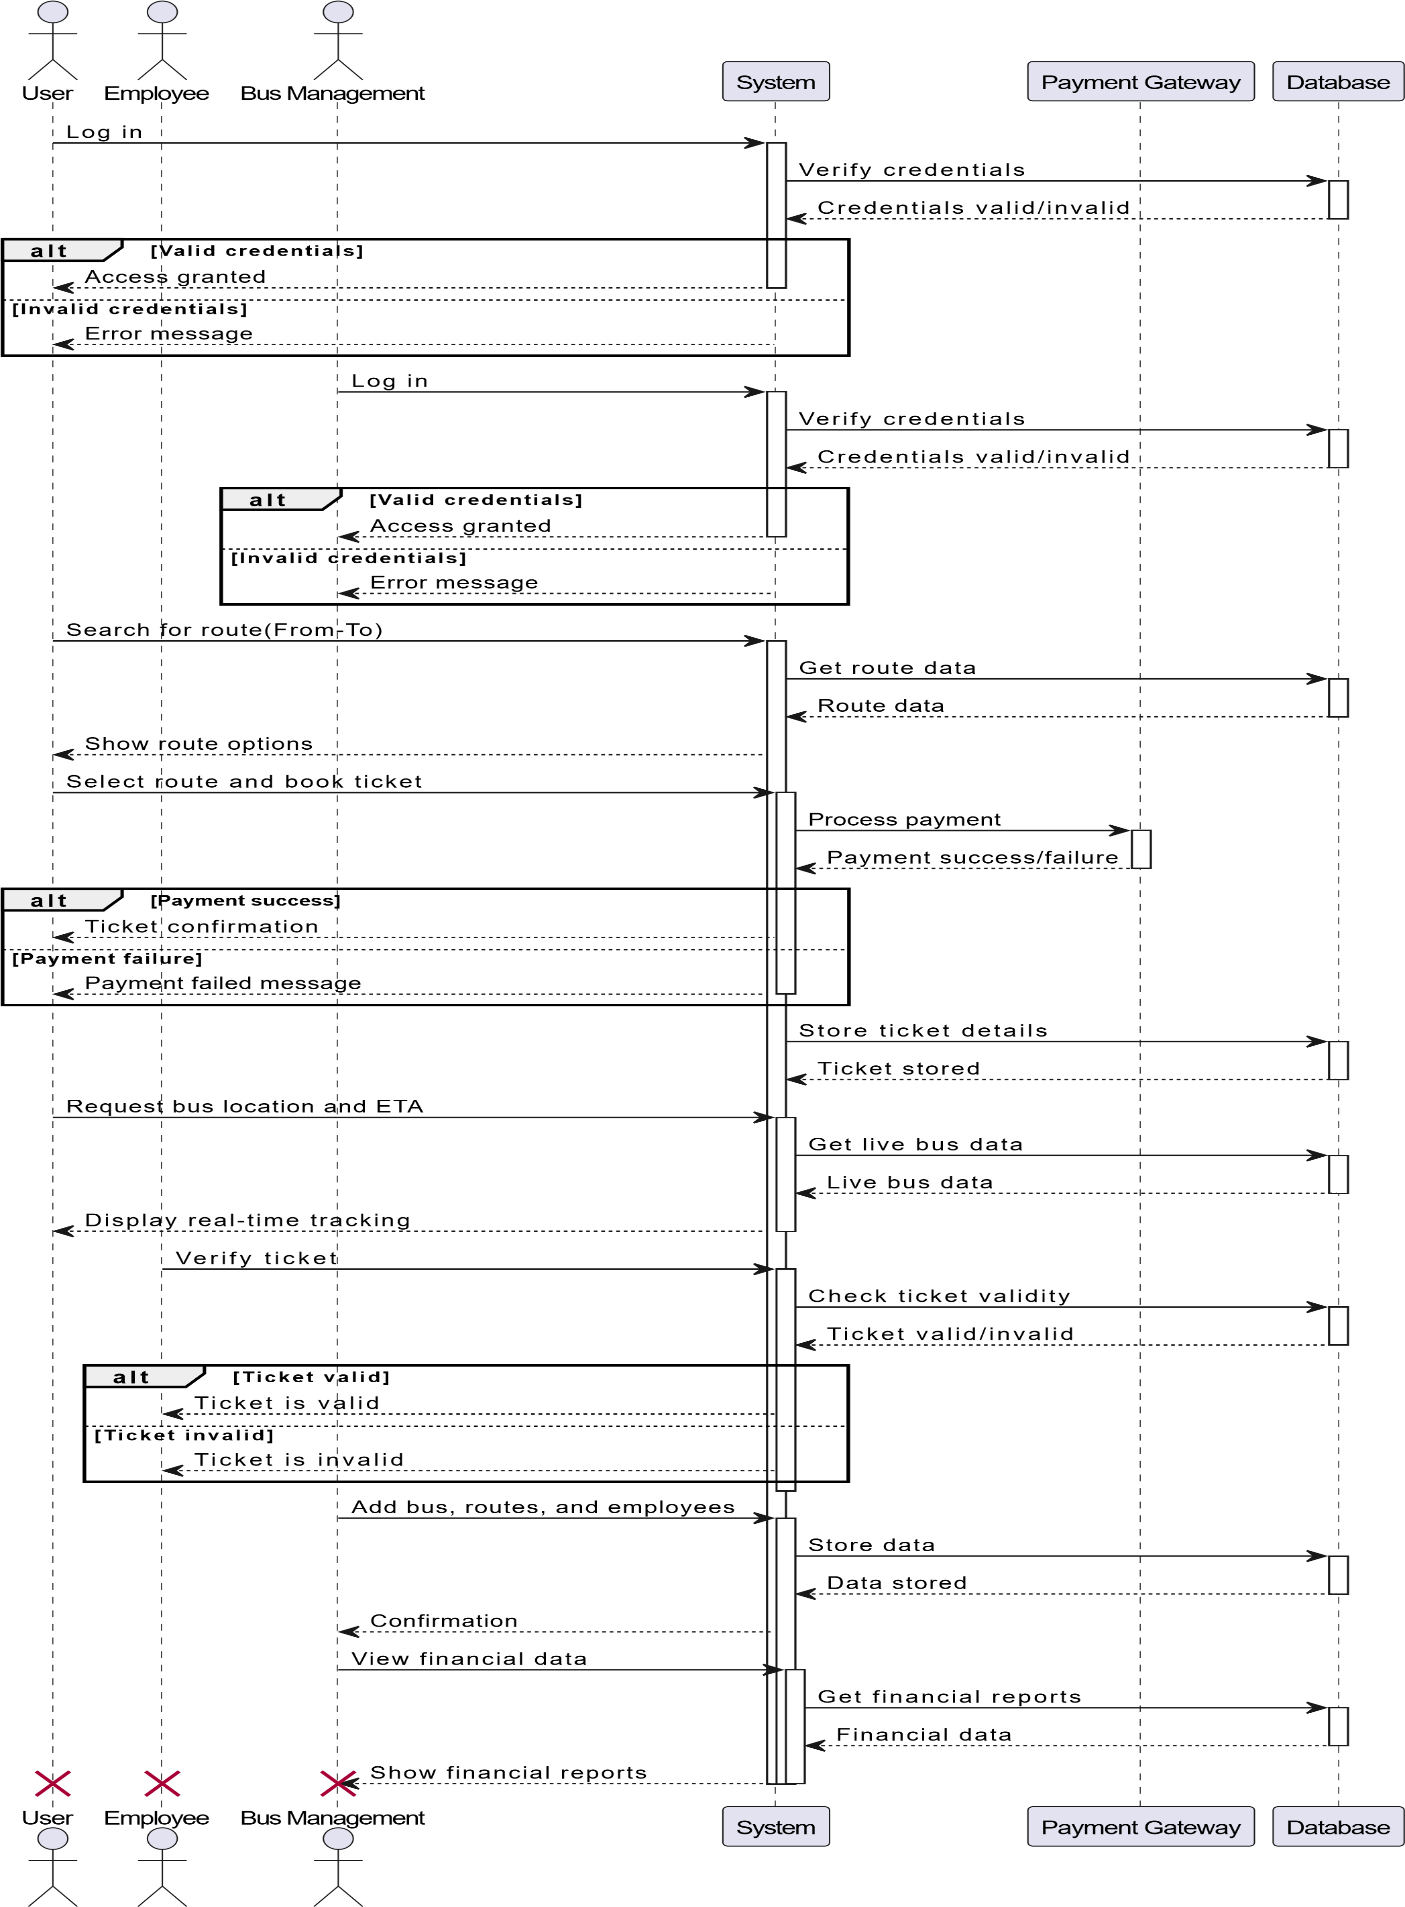 User
Employee
Bus Management
System
Payment Gateway
Database
Log in
Verify credentials
Credentials valid/invalid
alt [Valid credentials]
Access granted
[Invalid credentials]
Error message
Log in
Verify credentials
Credentials valid/invalid
alt [Valid credentials]
Access granted
[Invalid credentials]
Error message
Search for route(From-To)
Get route data
Route data
Show route options
Select route and book ticket
Process payment
Payment success/failure
alt [Payment success]
Ticket confirmation
[Payment failure]
Payment failed message
Store ticket details
Ticket stored
Request bus location and ETA
Get live bus data
Live bus data
Display real-time tracking
Verify ticket
Check ticket validity
Ticket valid/invalid
alt [Ticket valid]
Ticket is valid
[Ticket invalid]
Ticket is invalid
Add bus, routes, and employees
Store data
Data stored
Confirmation
View financial data
Get financial reports
Financial data
Show financial reports
User
Employee
Bus Management
System
Payment Gateway
Database